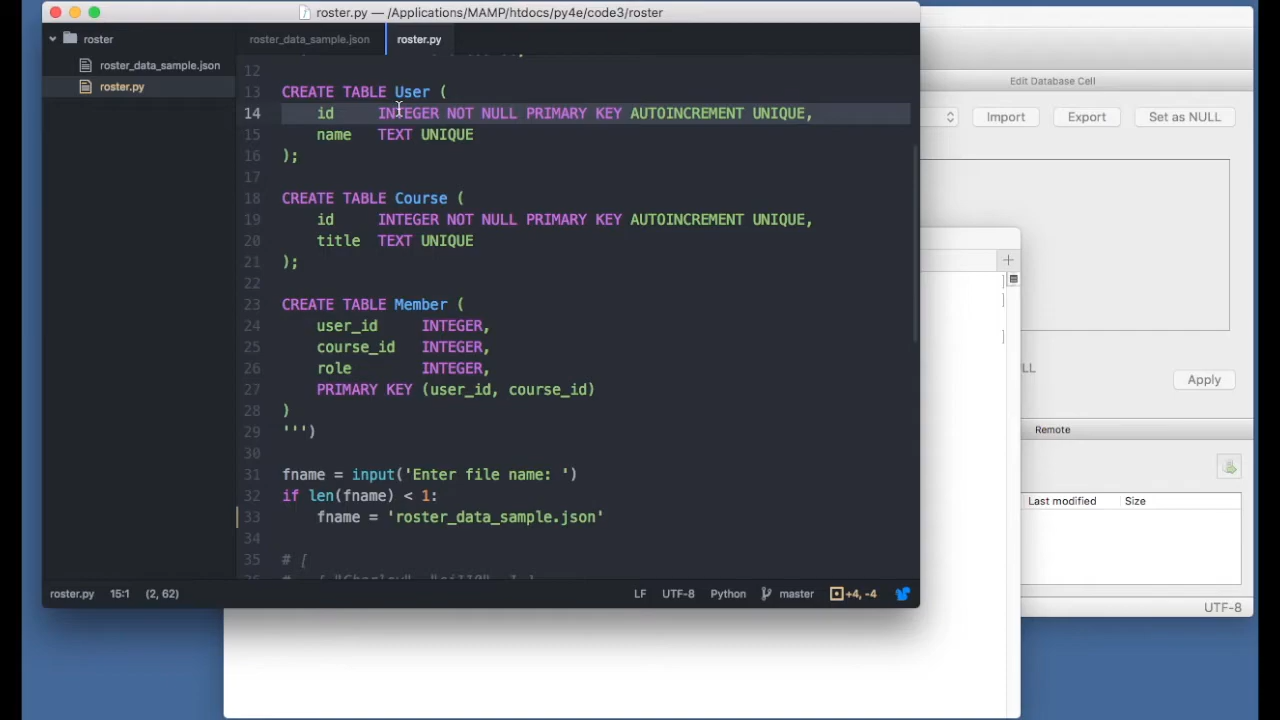 roster.py — /Applications/MAMP/htdocs/py4e/code3/roster
roster
roster_data_sample.json
roster.py
roster_data_sample.json
roster.py
12
13 CREATE TABLE User (
14 id INTEGER NOT NULL PRIMARY KEY AUTOINCREMENT UNIQUE,
15 name TEXT UNIQUE
16 );
17
18 CREATE TABLE Course (
19 id INTEGER NOT NULL PRIMARY KEY AUTOINCREMENT UNIQUE,
20 title TEXT UNIQUE
21 );
22
23 CREATE TABLE Member (
24 user_id INTEGER,
25 course_id INTEGER,
26 role INTEGER,
27 PRIMARY KEY (user_id, course_id)
28 )
29 ''')
30
31 fname = input('Enter file name: ')
32 if len(fname) < 1:
33 fname = 'roster_data_sample.json'
34
35 # [
roster.py 15:1 (2, 62) LF UTF-8 Python master +4, -4
Edit Database Cell
Import Export Set as NULL
LL
Apply
Remote
Last modified Size
UTF-8